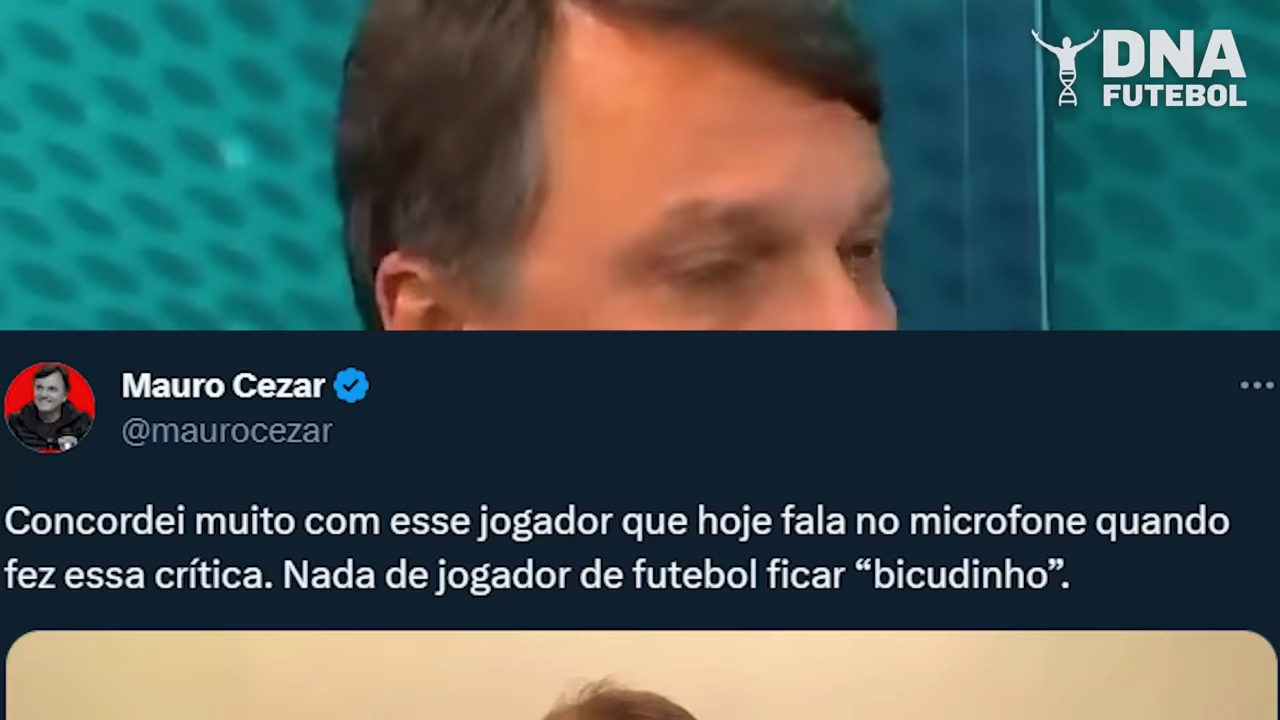 DNA
FUTEBOL
Mauro Cezar
@maurocezar
Concordei muito com esse jogador que hoje fala no microfone quando
fez essa crítica. Nada de jogador de futebol ficar “bicudinho”.